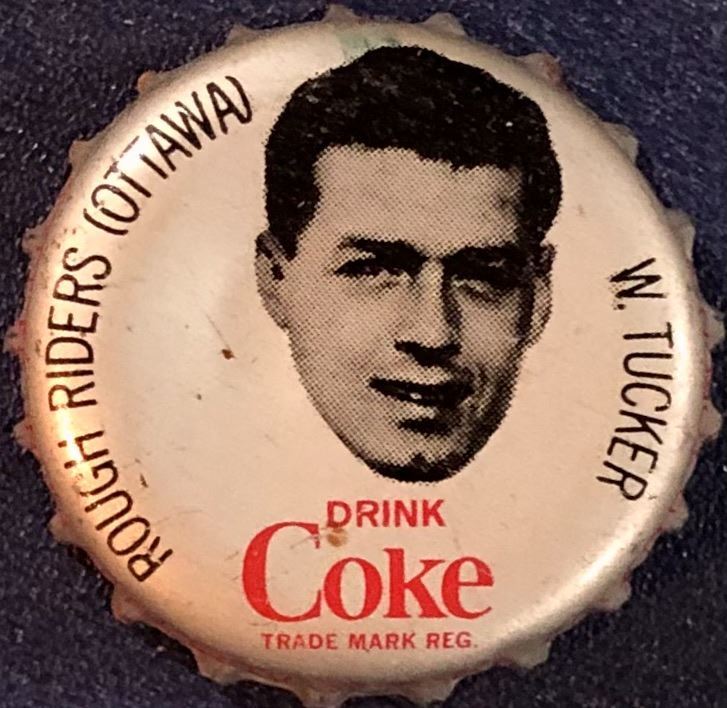 ROUGH RIDERS (OTTAWA)
W. TUCKER
DRINK
Coke
TRADE MARK REG.